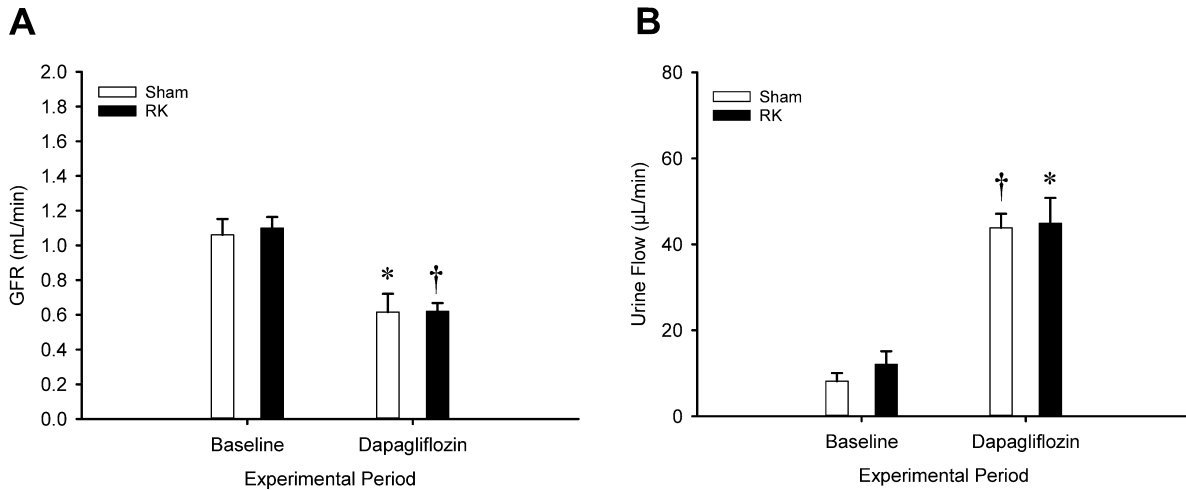 A
GFR (mL/min)
2.0
1.8
1.6
1.4
1.2
1.0
0.8
0.6
0.4
0.2
0.0
Sham
RK
*
†
Baseline
Dapagliflozin
Experimental Period
B
Urine Flow (µL/min)
80
60
40
20
0
Sham
RK
†
*
Baseline
Dapagliflozin
Experimental Period